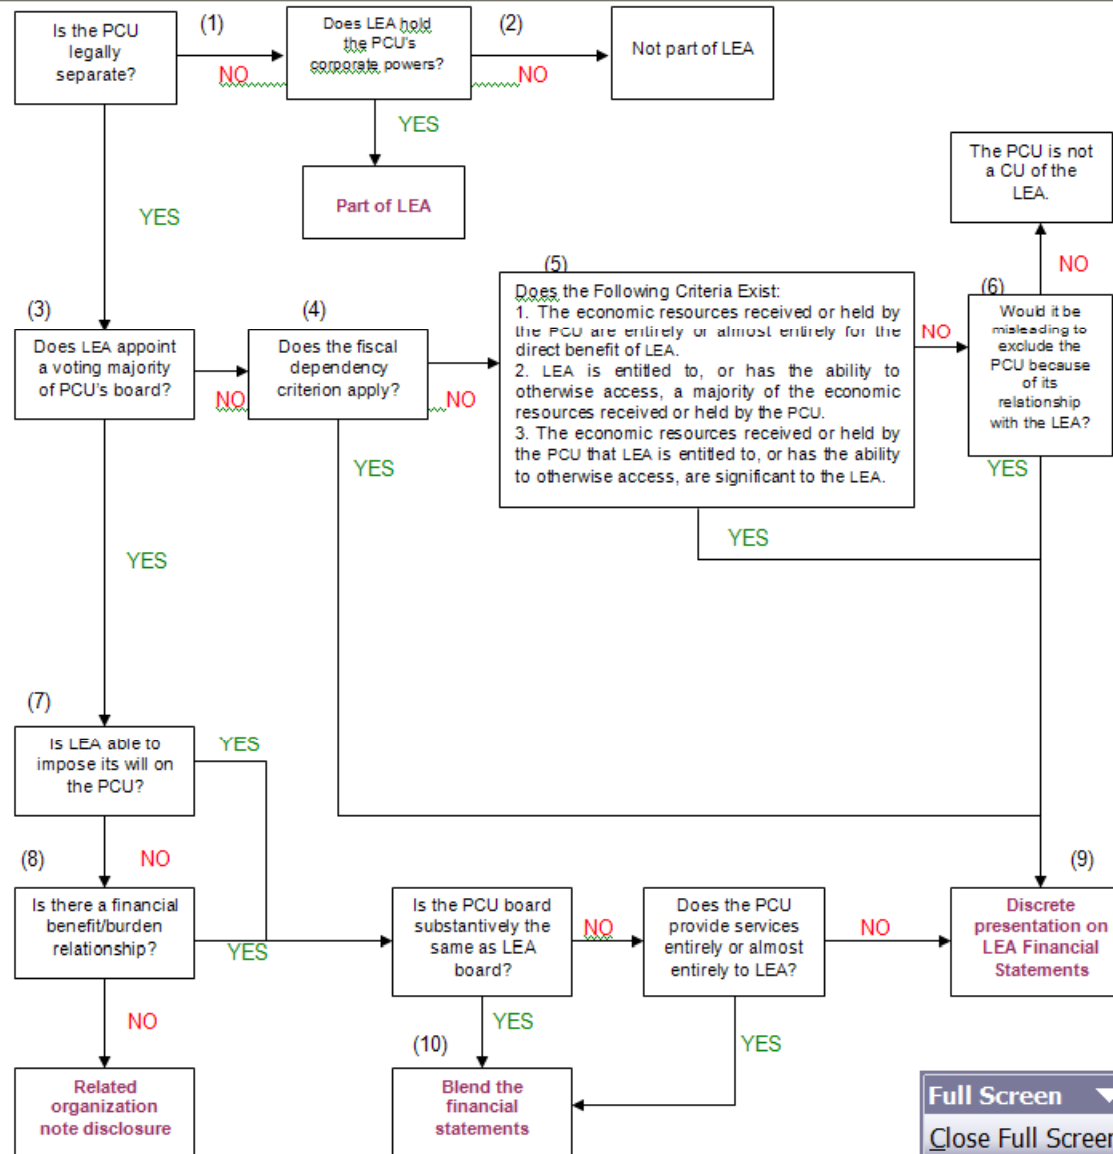 Is the PCU
legally
separate?
(1)
NO
Does LEA hold
the PCU's
corporate powers?
(2)
NO
Not part of LEA
YES
Part of LEA
YES
The PCU is not
a CU of the
LEA.
NO
(3)
Does LEA appoint
a voting majority
of PCU's board?
NO
(4)
Does the fiscal
dependency
criterion apply?
NO
YES
(5)
Does the Following Criteria Exist:
1. The economic resources received or held by
the PCU are entirely or almost entirely for the
direct benefit of LEA.
2. LEA is entitled to, or has the ability to
otherwise access, a majority of the economic
resources received or held by the PCU.
3. The economic resources received or held by
the PCU that LEA is entitled to, or has the ability
to otherwise access, are significant to the LEA.
NO
YES
(6)
Would it be
misleading to
exclude the
PCU because
of its
relationship
with the LEA?
YES
YES
(7)
Is LEA able to
impose its will on
the PCU?
YES
NO
(8)
Is there a financial
benefit/burden
relationship?
YES
NO
Is the PCU board
substantively the
same as LEA
board?
NO
Does the PCU
provide services
entirely or almost
entirely to LEA?
NO
(9)
Discrete
presentation on
LEA Financial
Statements
YES
YES
(10)
Related
organization
note disclosure
Blend the
financial
statements
Full Screen
Close Full Screen